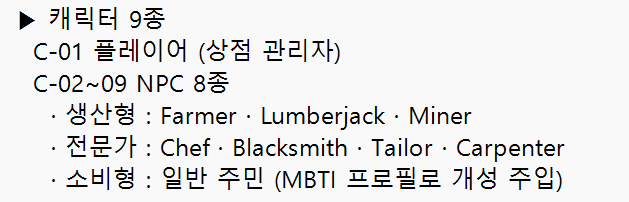 ▶ 캐릭터 9종
C-01 플레이어 (상점 관리자)
C-02~09 NPC 8종
· 생산형 : Farmer · Lumberjack · Miner
· 전문가 : Chef · Blacksmith · Tailor · Carpenter
· 소비형 : 일반 주민 (MBTI 프로필로 개성 주입)